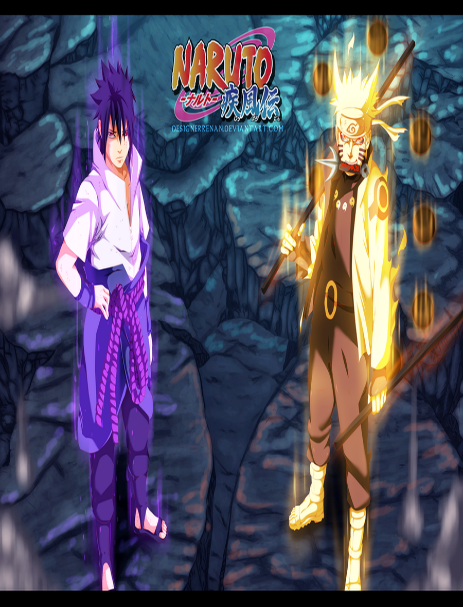 NARUTO
-ナルト- 疾風伝
DESIGNERRENAN.DEVIANTART.COM